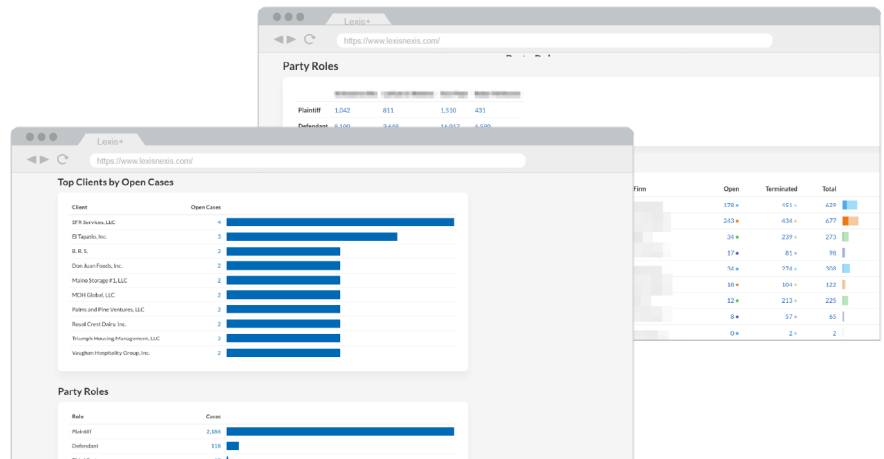 Lexis+
https://www.lexisnexis.com/
Party Roles
Plaintiff 1,042 811 1,510 431
Defendant
Firm Open Terminated Total
178 451 629
243 434 677
34 239 273
17 81 98
34 274 308
18 104 122
12 213 225
8 57 65
0 2 2
Lexis+
https://www.lexisnexis.com/
Top Clients by Open Cases
Client Open Cases
SFR Services, LLC 4
El Tapatio, Inc. 3
B. R. S. 2
Don Juan Foods, Inc. 2
Maino Storage #1, LLC 2
MDH Global, LLC 2
Palms and Pine Ventures, LLC 2
Royal Crest Dairy, Inc. 2
Triumph Housing Management, LLC 2
Vaughan Hospitality Group, Inc. 2
Party Roles
Role Cases
Plaintiff 2,186
Defendant 118